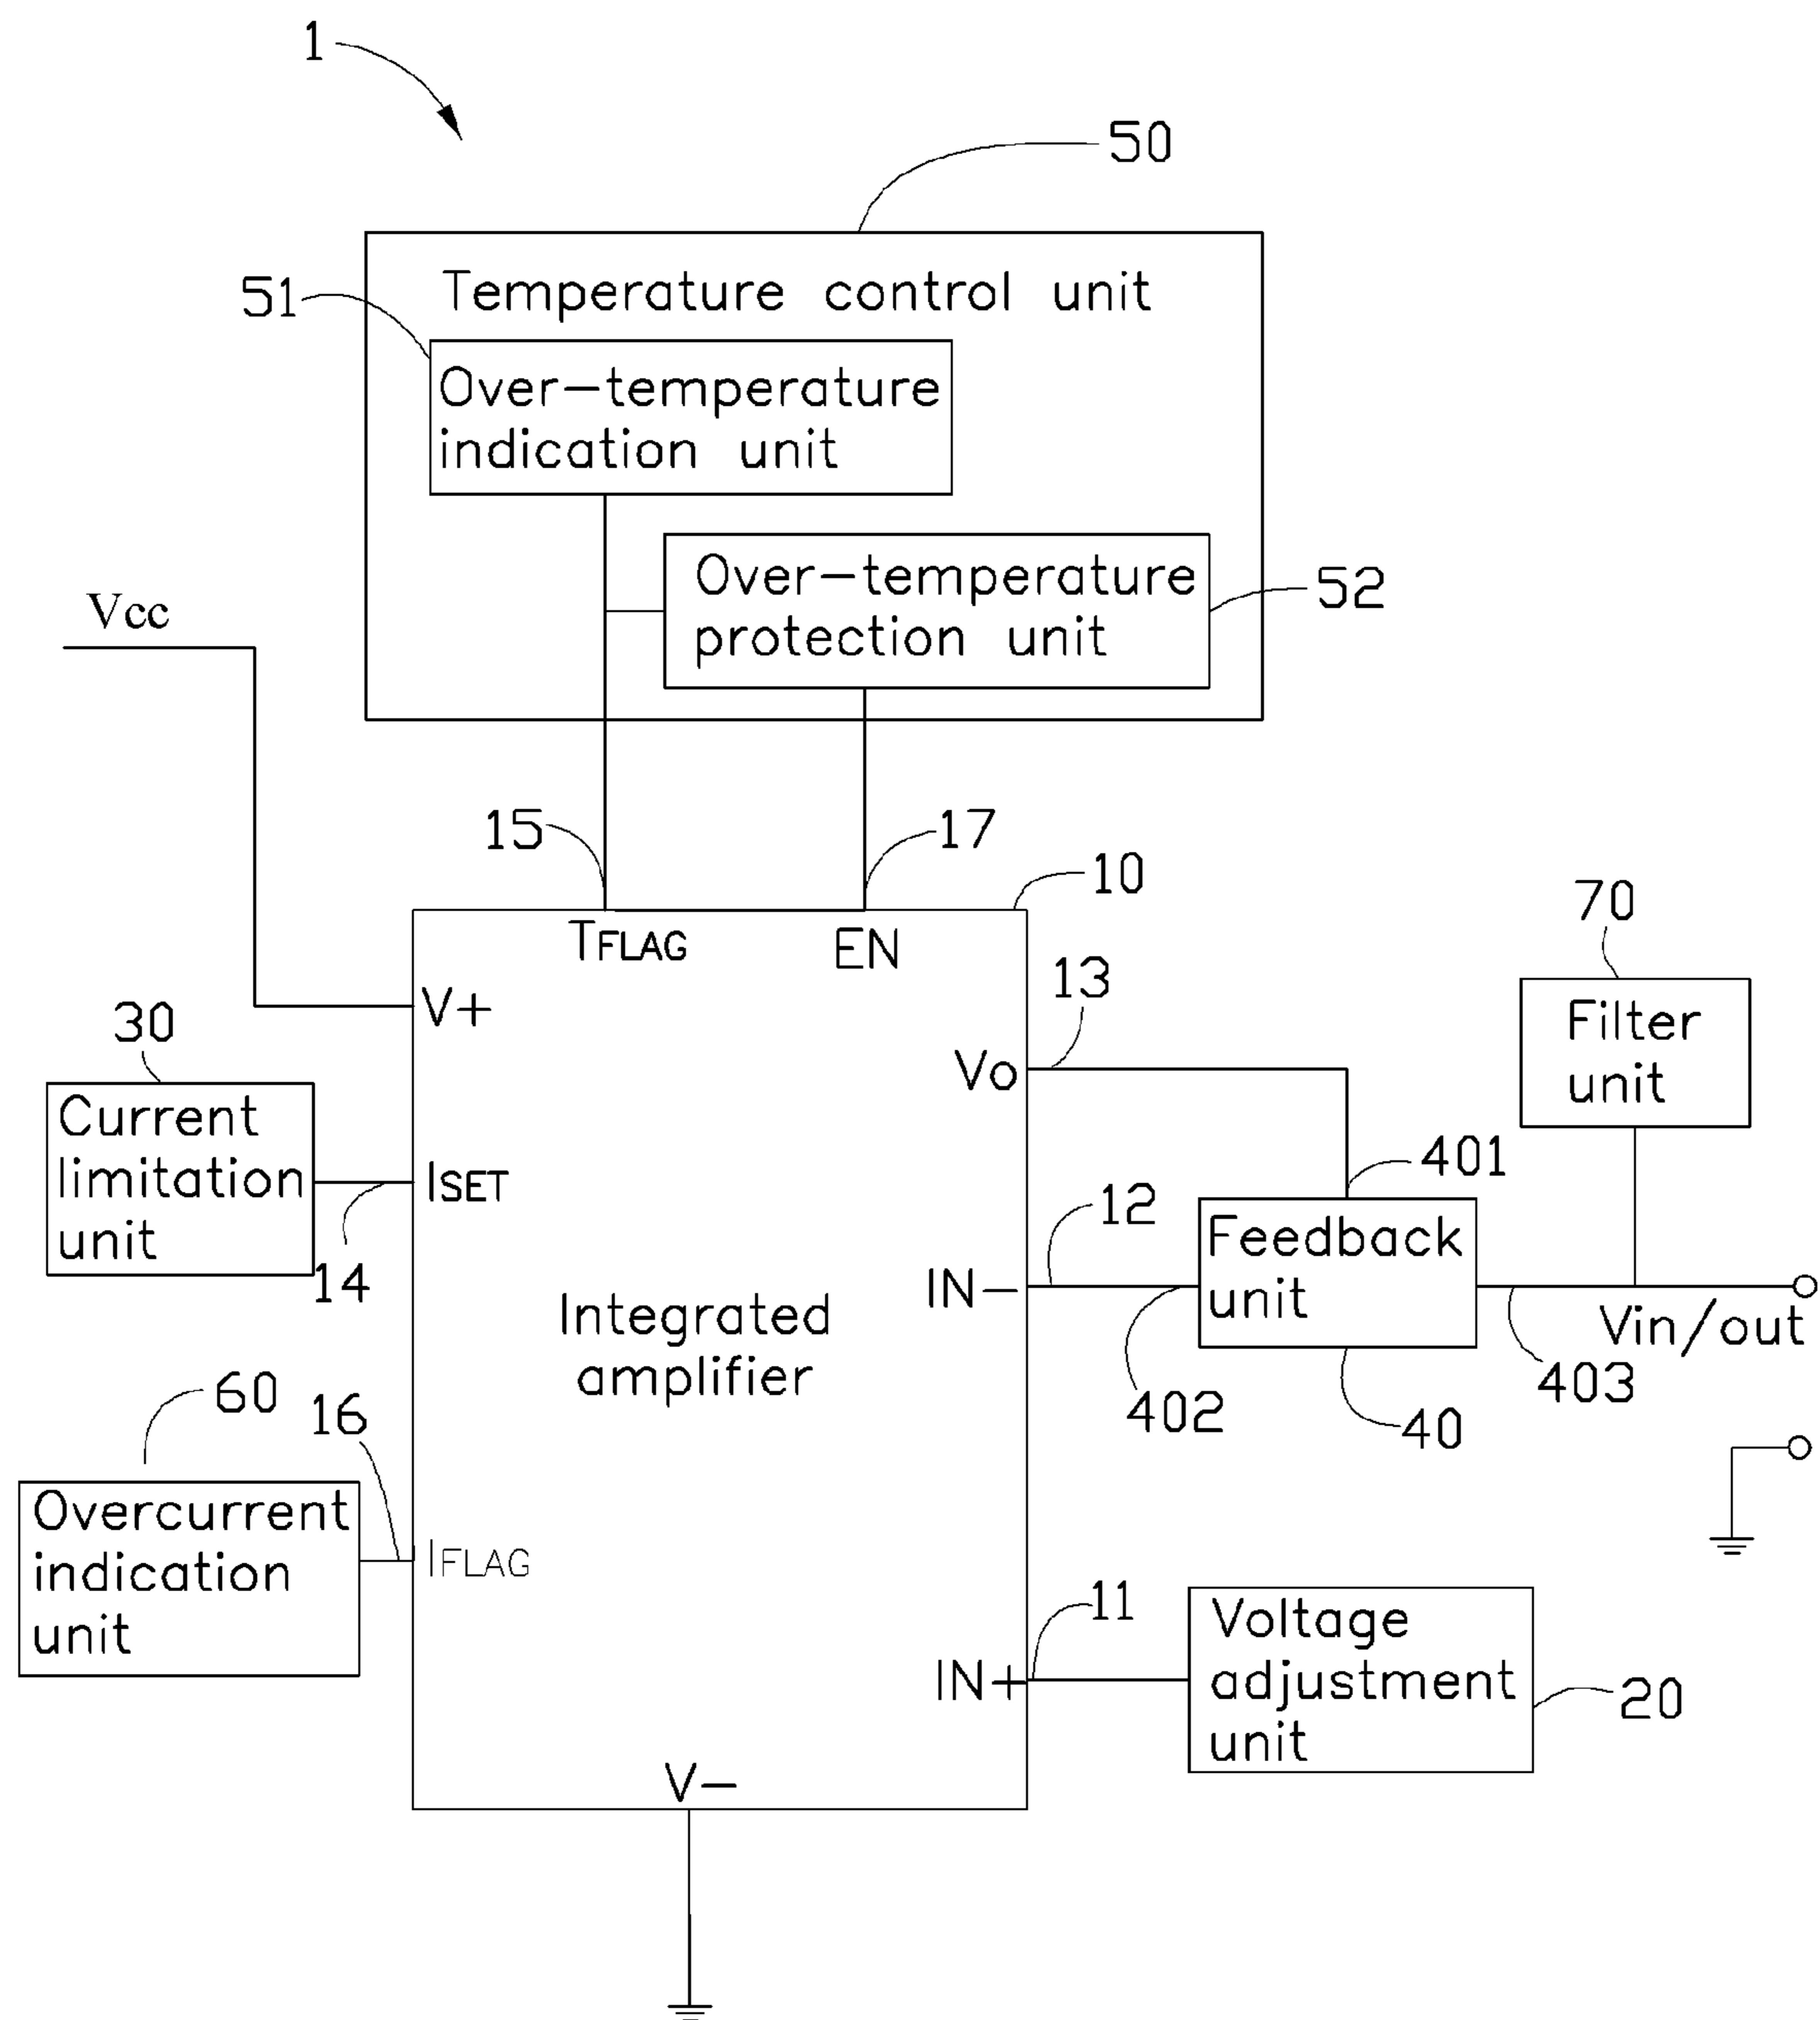 1
50
51
Temperature control unit
Over-temperature
indication unit
Over-temperature
protection unit
52
Vcc
15
17
10
TFLAG
EN
70
Filter
unit
13
V+
30
Vo
Current
limitation
unit
ISET
14
401
12
Feedback
unit
IN-
Vin/out
402
40
403
Integrated
amplifier
60
16
Overcurrent
indication
unit
IFLAG
11
Voltage
adjustment
unit
IN+
20
V-